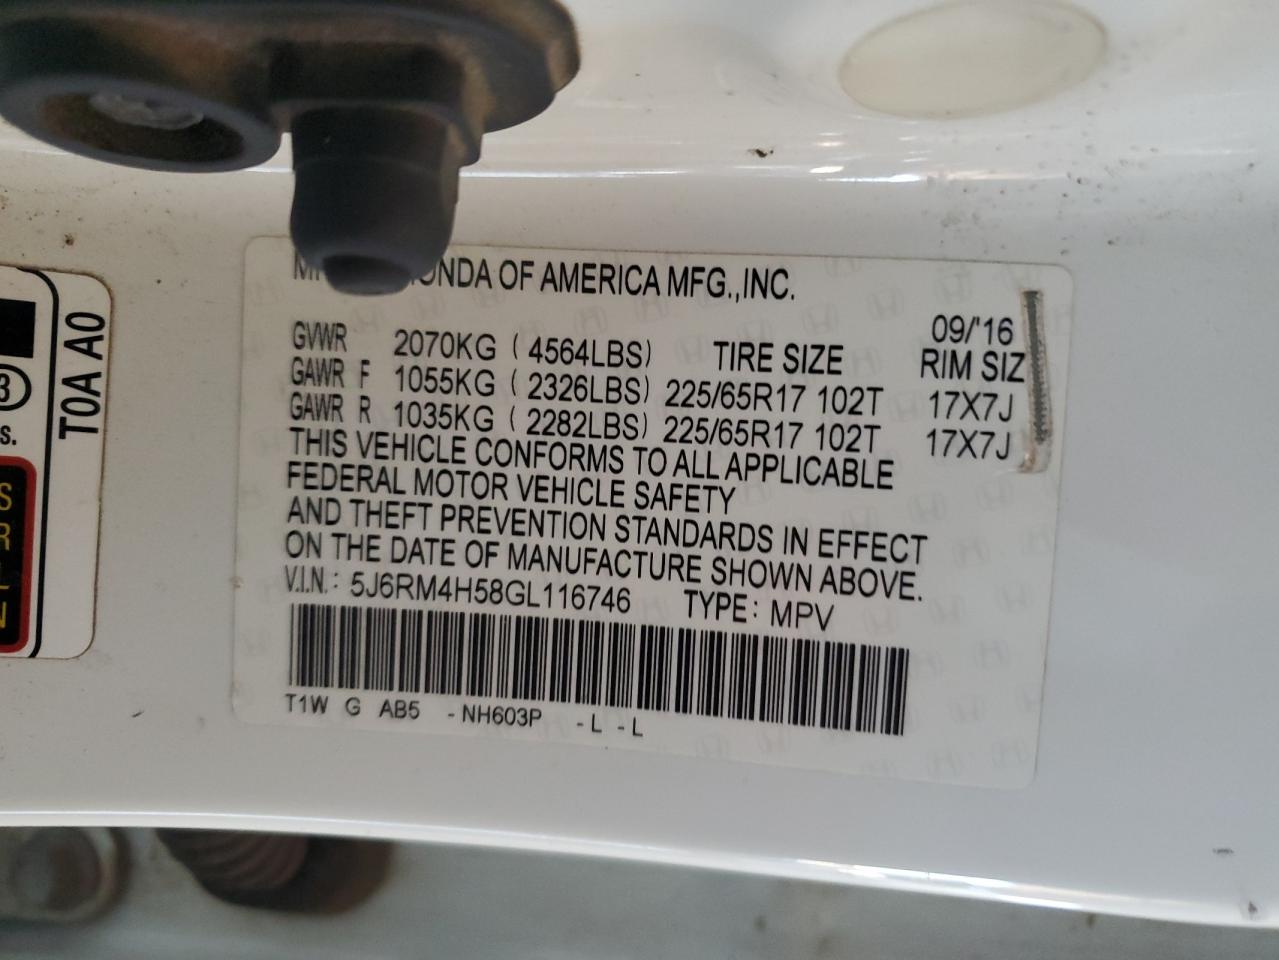 HONDA OF AMERICA MFG.,INC.
09/'16
GVWR 2070KG ( 4564LBS) TIRE SIZE RIM SIZ
GAWR F 1055KG ( 2326LBS) 225/65R17 102T 17X7J
GAWR R 1035KG ( 2282LBS) 225/65R17 102T 17X7J
THIS VEHICLE CONFORMS TO ALL APPLICABLE
FEDERAL MOTOR VEHICLE SAFETY
AND THEFT PREVENTION STANDARDS IN EFFECT
ON THE DATE OF MANUFACTURE SHOWN ABOVE.
V.I.N.: 5J6RM4H58GL116746 TYPE: MPV
T1W G AB5 -NH603P -L -L
T0A A0
3
S.
S
R
L
N